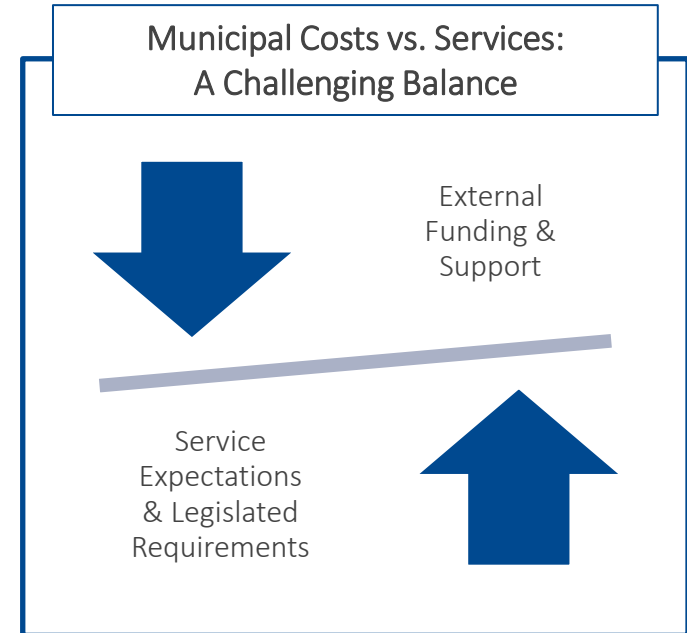 Municipal Costs vs. Services:
A Challenging Balance
External
Funding &
Support
Service
Expectations
& Legislated
Requirements